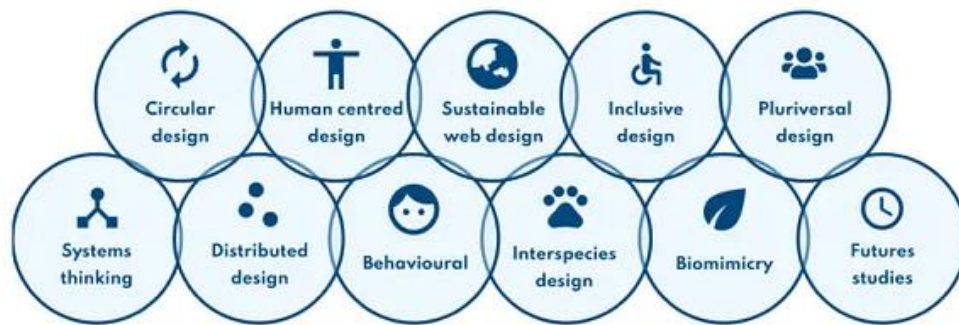 Circular
design
Human centred
design
Sustainable
web design
Inclusive
design
Pluriversal
design
Systems
thinking
Distributed
design
Behavioural
Interspecies
design
Biomimicry
Futures
studies